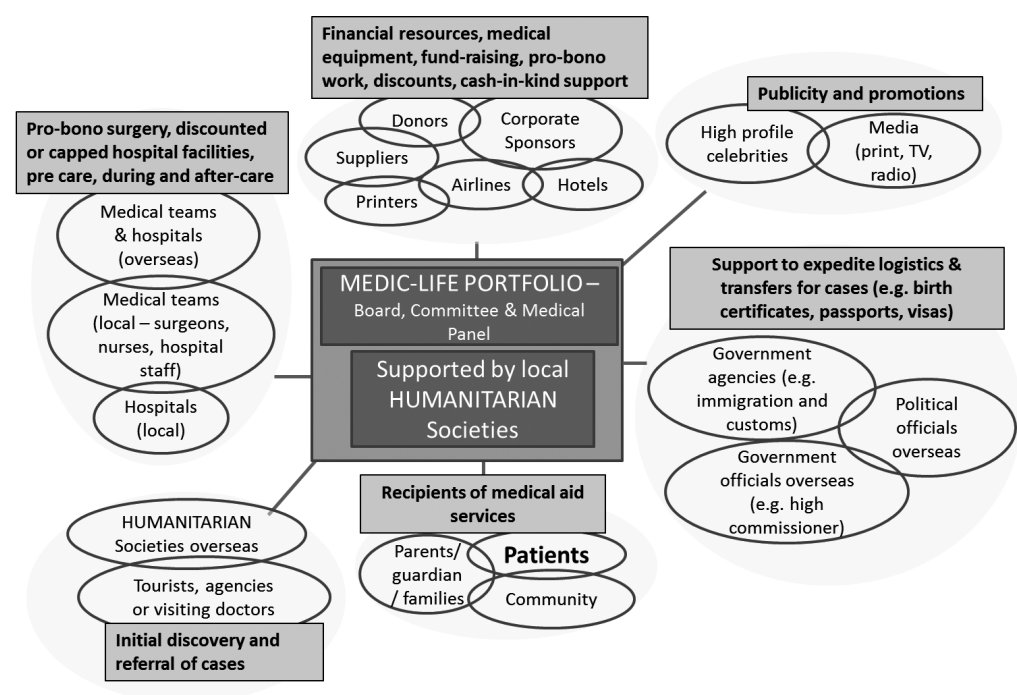 Financial resources, medical
equipment, fund-raising, pro-bono
work, discounts, cash-in-kind support
Donors
Corporate
Sponsors
Suppliers
Airlines
Hotels
Printers
Publicity and promotions
High profile
celebrities
Media
(print, TV,
radio)
Pro-bono surgery, discounted
or capped hospital facilities,
pre care, during and after-care
Medical teams
& hospitals
(overseas)
Medical teams
(local – surgeons,
nurses, hospital
staff)
Hospitals
(local)
MEDIC-LIFE PORTFOLIO –
Board, Committee & Medical
Panel
Supported by local
HUMANITARIAN
Societies
Support to expedite logistics &
transfers for cases (e.g. birth
certificates, passports, visas)
Government
agencies (e.g.
immigration and
customs)
Political
officials
overseas
Government
officials overseas
(e.g. high
commissioner)
Recipients of medical aid
services
Parents/
guardian
/ families
Patients
Community
HUMANITARIAN
Societies overseas
Tourists, agencies
or visiting doctors
Initial discovery and
referral of cases